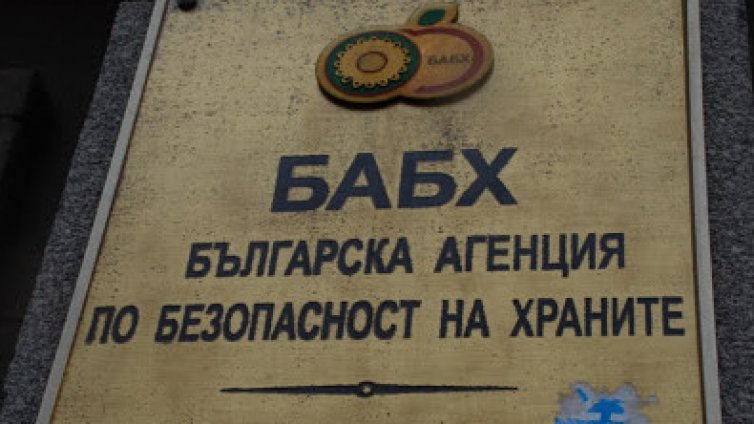 БАБХ
БАБХ
БЪЛГАРСКА АГЕНЦИЯ
ПО БЕЗОПАСНОСТ НА ХРАНИТЕ